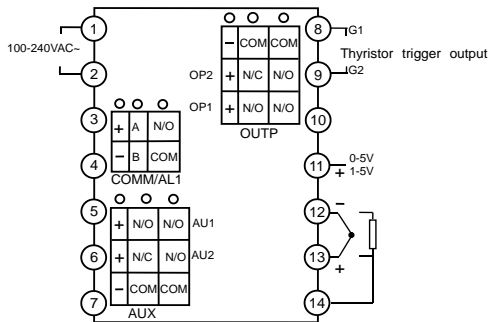 1
100-240VAC~
2
3
4
5
6
7
− COM COM
OP2 + N/C N/O
OP1 + N/O N/O
OUTP
+ A N/O
− B COM
COMM/AL1
+ N/O N/O AU1
+ N/C N/O AU2
− COM COM
AUX
8 G1
Thyristor trigger output
9 G2
10
11 0-5V
+ 1-5V
12 −
13 +
14